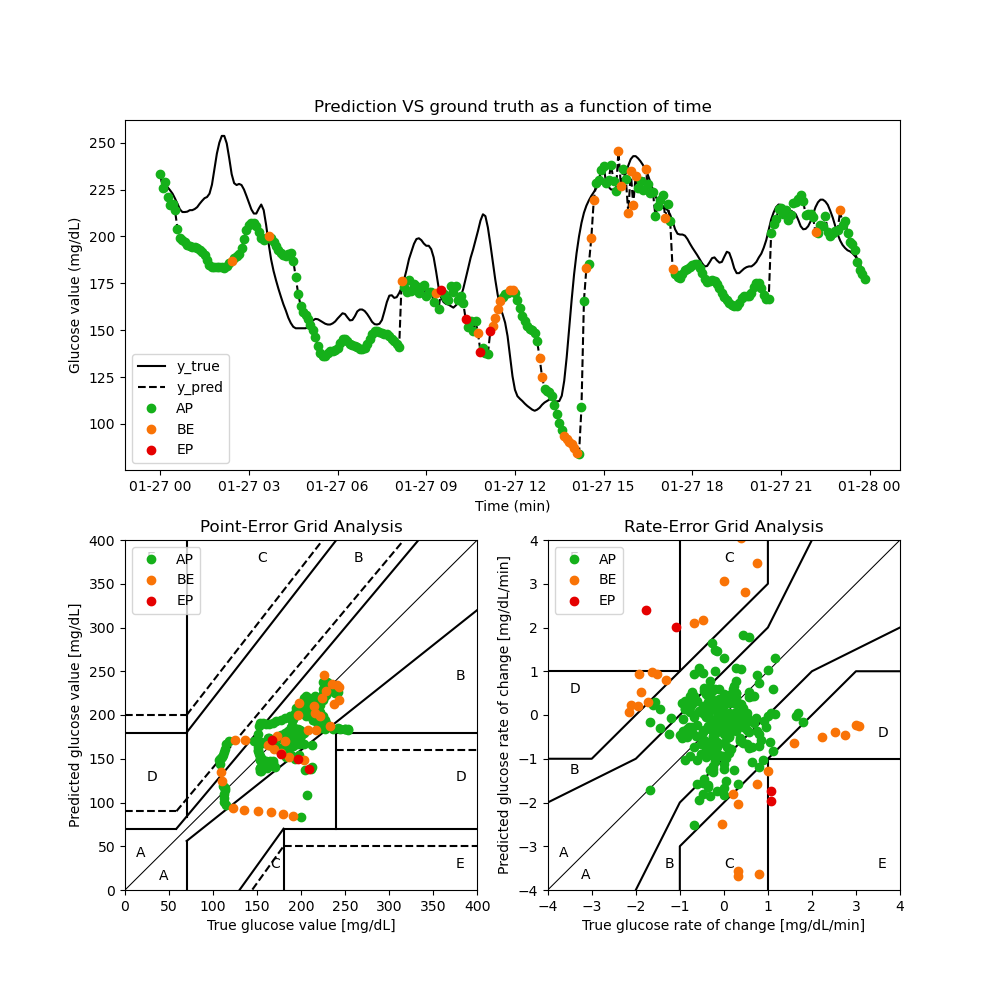 Prediction VS ground truth as a function of time
Glucose value (mg/dL)
250
225
200
175
150
125
100
y_true
y_pred
AP
BE
EP
01-27 00 01-27 03 01-27 06 01-27 09 01-27 12 01-27 15 01-27 18 01-27 21 01-28 00
Time (min)
Point-Error Grid Analysis
Predicted glucose value [mg/dL]
400
350
300
250
200
150
100
50
0
AP
BE
EP
C
B
B
D
D
A
A
C
E
0 50 100 150 200 250 300 350 400
True glucose value [mg/dL]
Rate-Error Grid Analysis
Predicted glucose rate of change [mg/dL/min]
4
3
2
1
0
−1
−2
−3
−4
AP
BE
EP
C
D
D
B
A
A
B
C
E
−4 −3 −2 −1 0 1 2 3 4
True glucose rate of change [mg/dL/min]